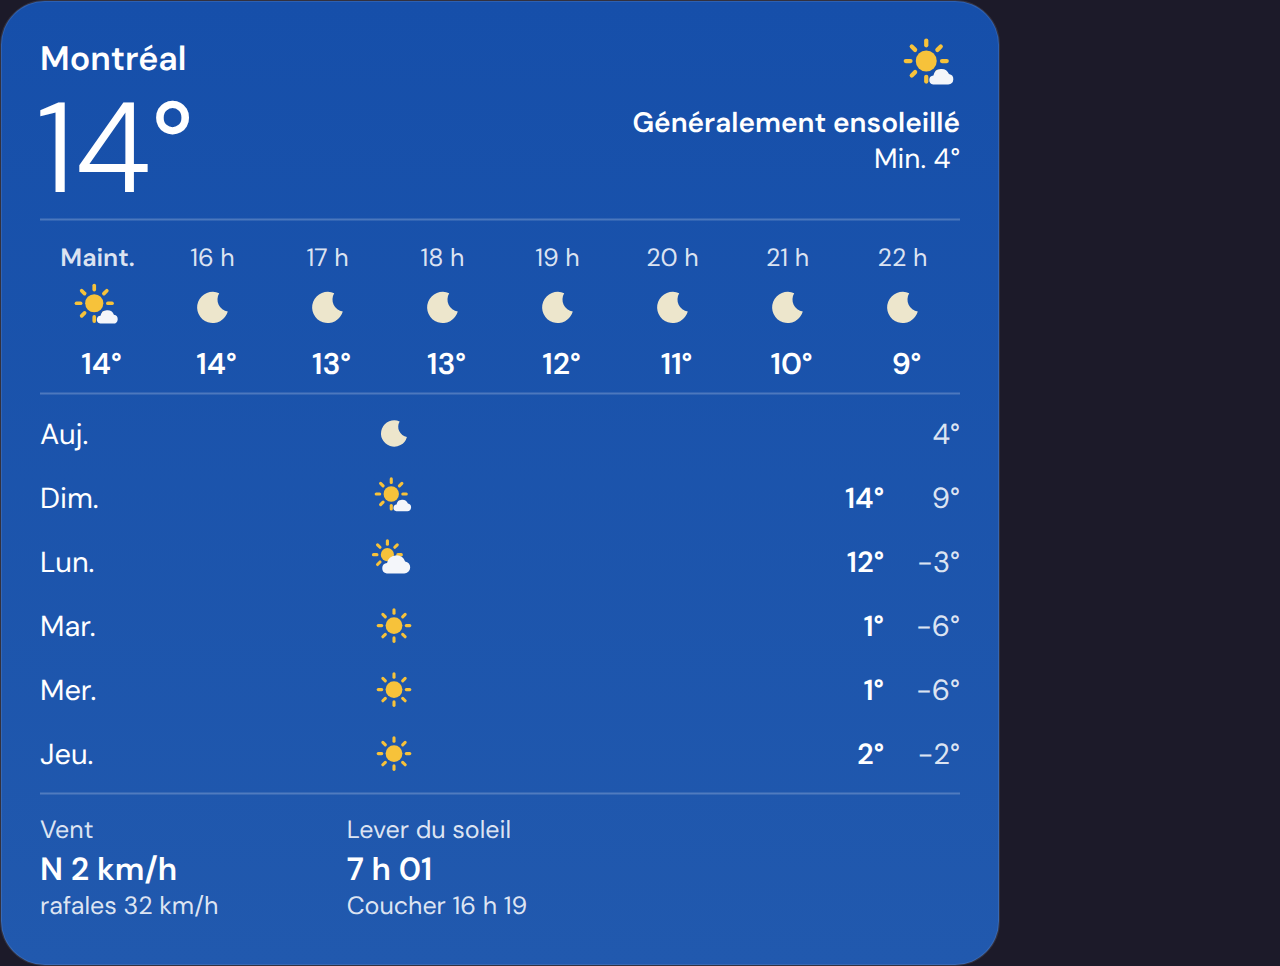 Montréal
14°
Généralement ensoleillé
Min. 4°
Maint. 16 h 17 h 18 h 19 h 20 h 21 h 22 h
14° 14° 13° 13° 12° 11° 10° 9°
Auj. 4°
Dim. 14° 9°
Lun. 12° -3°
Mar. 1° -6°
Mer. 1° -6°
Jeu. 2° -2°
Vent
N 2 km/h
rafales 32 km/h
Lever du soleil
7 h 01
Coucher 16 h 19